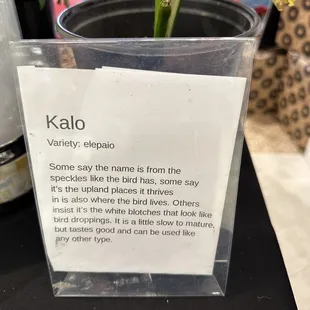 Kalo
Variety: elepaio
Some say the name is from the
speckles like the bird has, some say
it's the upland places it thrives
in is also where the bird lives. Others
insist it's the white blotches that look like
bird droppings. It is a little slow to mature,
but tastes good and can be used like
any other type.